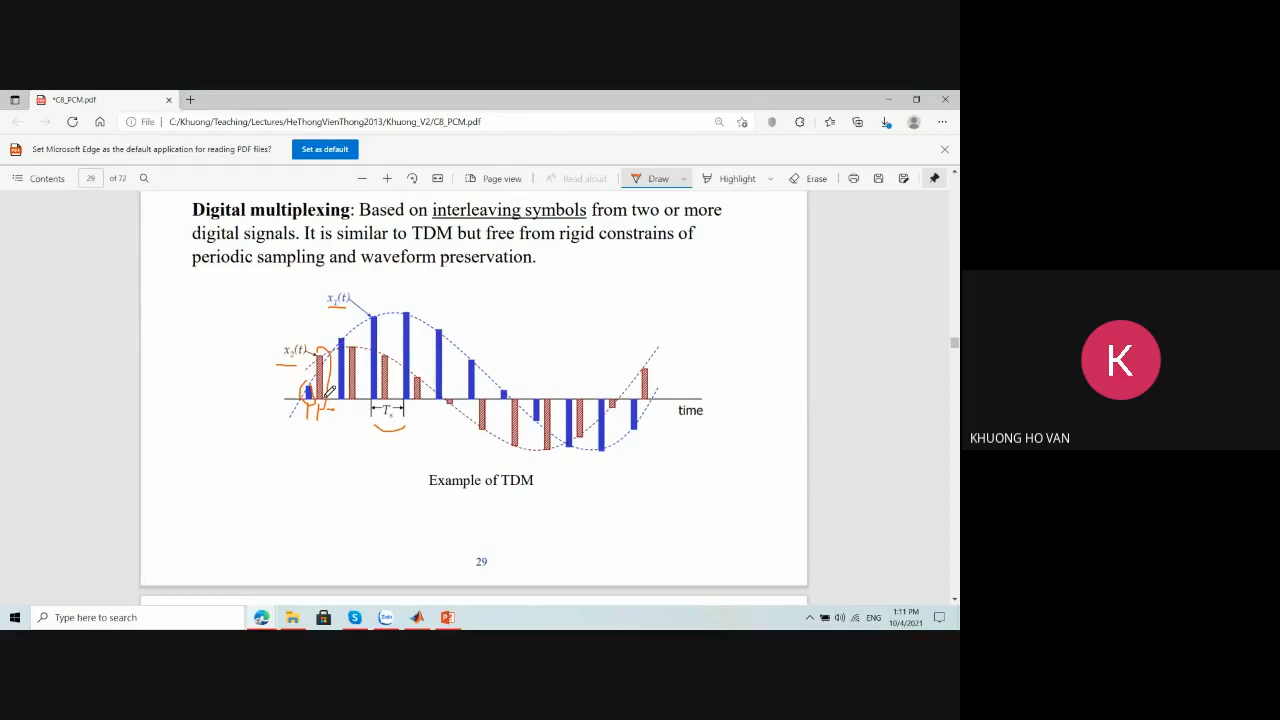 *C8_PCM.pdf
File
C:/Khuong/Teaching/Lectures/HeThongVienThong2013/Khuong_V2/C8_PCM.pdf
Set Microsoft Edge as the default application for reading PDF files?
Set as default
Contents
29
of 72
Page view
Read aloud
Draw
Highlight
Erase
Digital multiplexing: Based on interleaving symbols from two or more
digital signals. It is similar to TDM but free from rigid constrains of
periodic sampling and waveform preservation.
x1(t)
x2(t)
Ts
time
Example of TDM
29
K
KHUONG HO VAN
Type here to search
Zalo
ENG
1:11 PM
10/4/2021